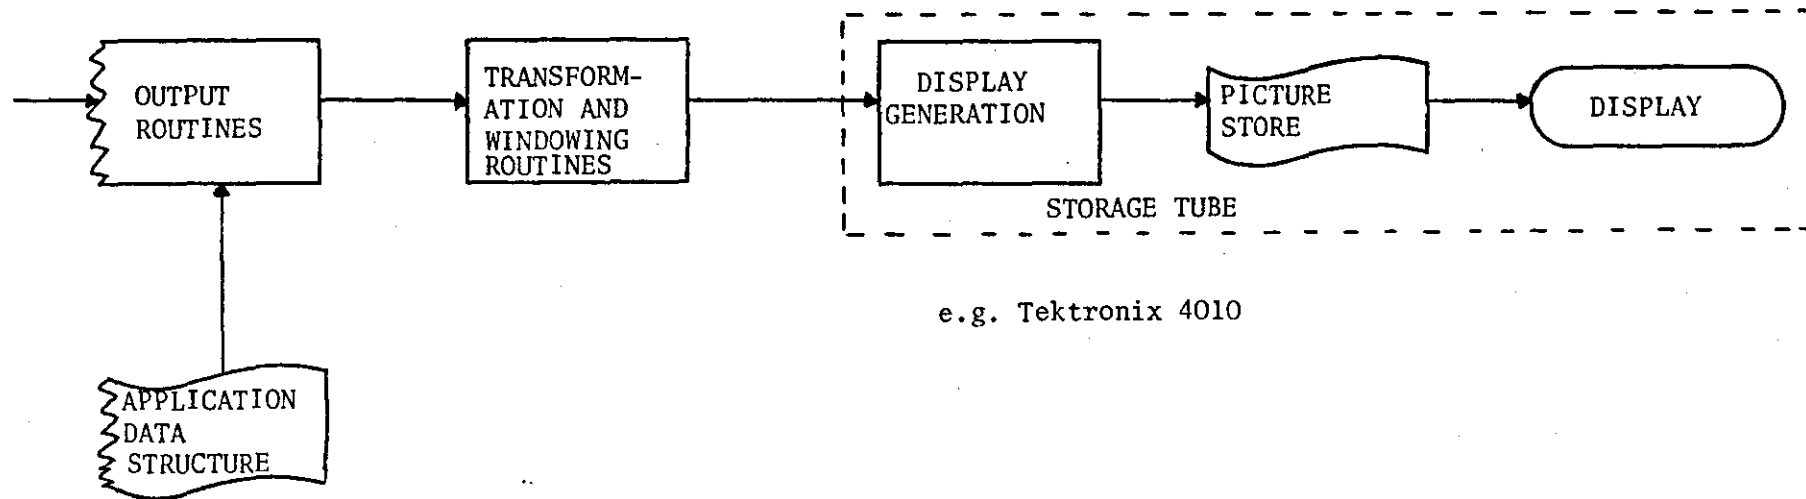 OUTPUT
ROUTINES
TRANSFORM-
ATION AND
WINDOWING
ROUTINES
DISPLAY
GENERATION
PICTURE
STORE
DISPLAY
STORAGE TUBE
e.g. Tektronix 4010
APPLICATION
DATA
STRUCTURE